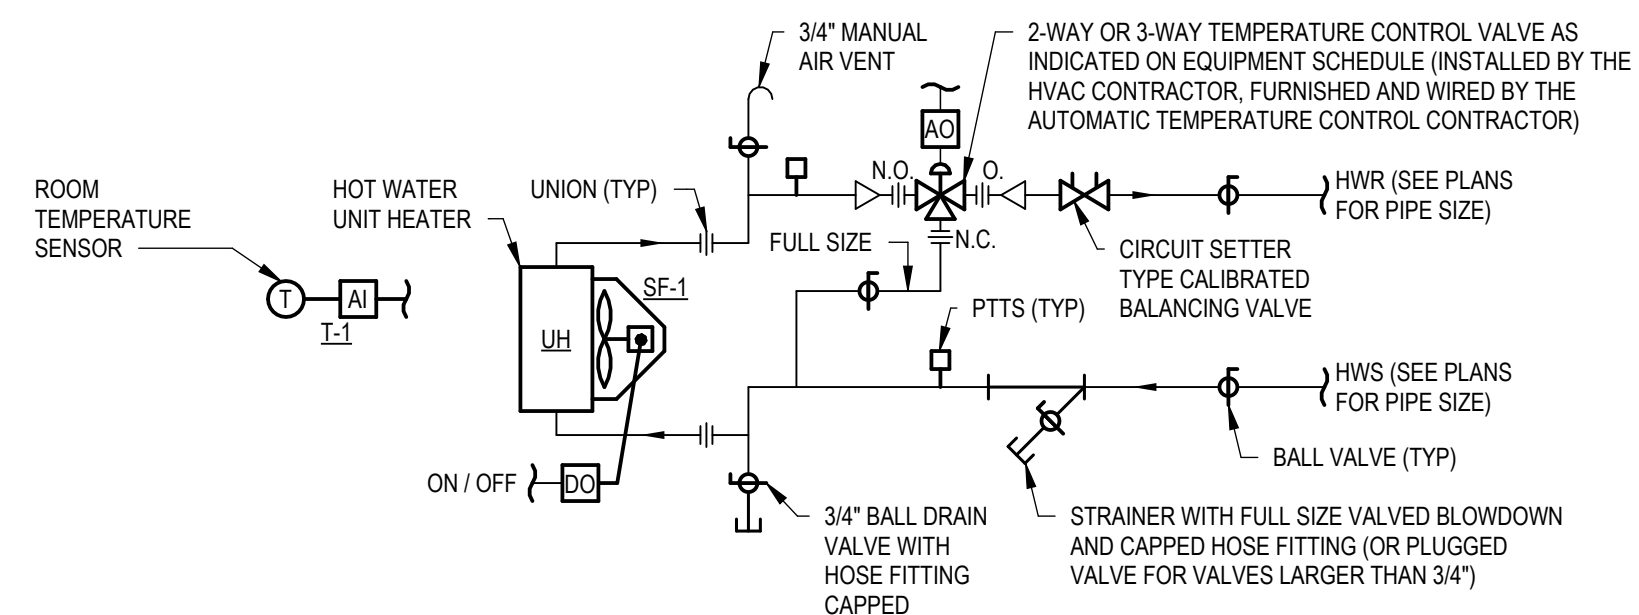 3/4" MANUAL
AIR VENT
2-WAY OR 3-WAY TEMPERATURE CONTROL VALVE AS
INDICATED ON EQUIPMENT SCHEDULE (INSTALLED BY THE
HVAC CONTRACTOR, FURNISHED AND WIRED BY THE
AUTOMATIC TEMPERATURE CONTROL CONTRACTOR)
AO
N.O.
O.
N.C.
ROOM
TEMPERATURE
SENSOR
HOT WATER
UNIT HEATER
UNION (TYP)
HWR (SEE PLANS
FOR PIPE SIZE)
FULL SIZE
CIRCUIT SETTER
TYPE CALIBRATED
BALANCING VALVE
T
AI
T-1
SF-1
UH
PTTS (TYP)
HWS (SEE PLANS
FOR PIPE SIZE)
BALL VALVE (TYP)
ON / OFF
DO
3/4" BALL DRAIN
VALVE WITH
HOSE FITTING
CAPPED
STRAINER WITH FULL SIZE VALVED BLOWDOWN
AND CAPPED HOSE FITTING (OR PLUGGED
VALVE FOR VALVES LARGER THAN 3/4")